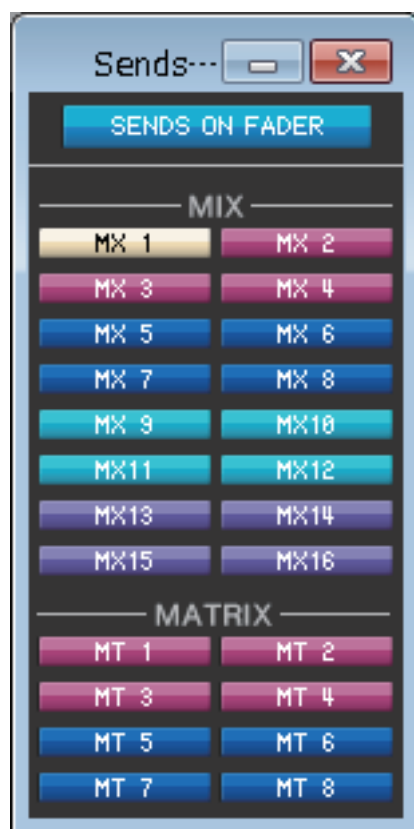 Sends···
SENDS ON FADER
MIX
MX 1 MX 2
MX 3 MX 4
MX 5 MX 6
MX 7 MX 8
MX 9 MX10
MX11 MX12
MX13 MX14
MX15 MX16
MATRIX
MT 1 MT 2
MT 3 MT 4
MT 5 MT 6
MT 7 MT 8